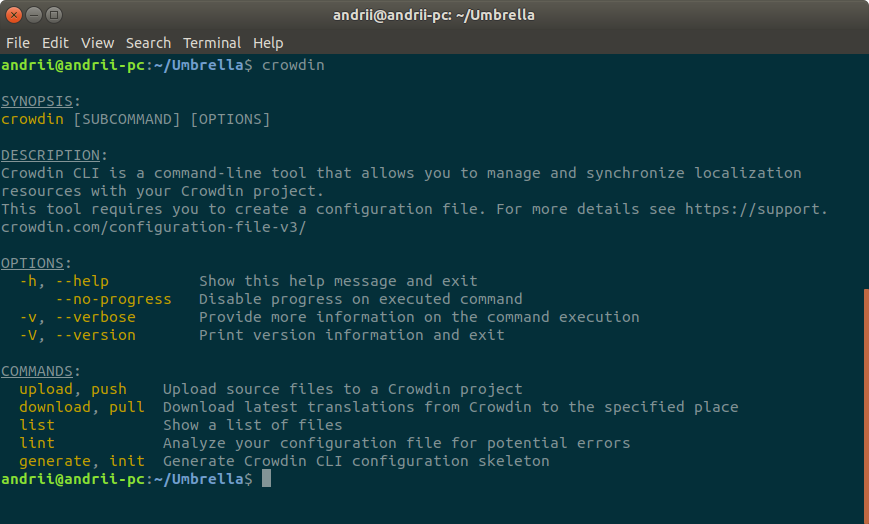 andrii@andrii-pc: ~/Umbrella
File Edit View Search Terminal Help
andrii@andrii-pc:~/Umbrella$ crowdin
SYNOPSIS:
crowdin [SUBCOMMAND] [OPTIONS]
DESCRIPTION:
Crowdin CLI is a command-line tool that allows you to manage and synchronize localization
resources with your Crowdin project.
This tool requires you to create a configuration file. For more details see https://support.
crowdin.com/configuration-file-v3/
OPTIONS:
  -h, --help          Show this help message and exit
      --no-progress   Disable progress on executed command
  -v, --verbose       Provide more information on the command execution
  -V, --version       Print version information and exit
COMMANDS:
  upload, push    Upload source files to a Crowdin project
  download, pull  Download latest translations from Crowdin to the specified place
  list            Show a list of files
  lint            Analyze your configuration file for potential errors
  generate, init  Generate Crowdin CLI configuration skeleton
andrii@andrii-pc:~/Umbrella$